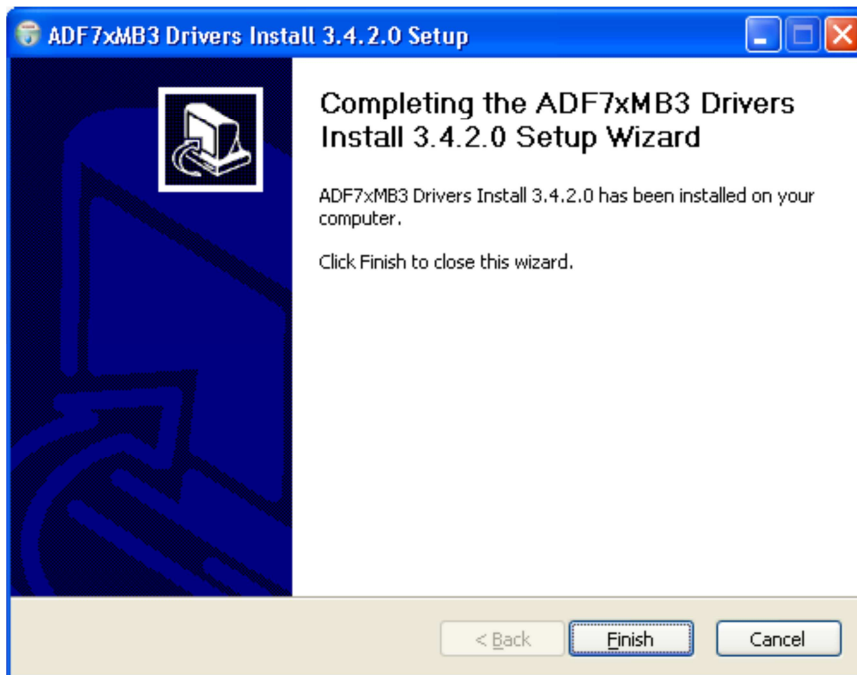 ADF7xMB3 Drivers Install 3.4.2.0 Setup
Completing the ADF7xMB3 Drivers
Install 3.4.2.0 Setup Wizard
ADF7xMB3 Drivers Install 3.4.2.0 has been installed on your
computer.
Click Finish to close this wizard.
< Back Finish Cancel